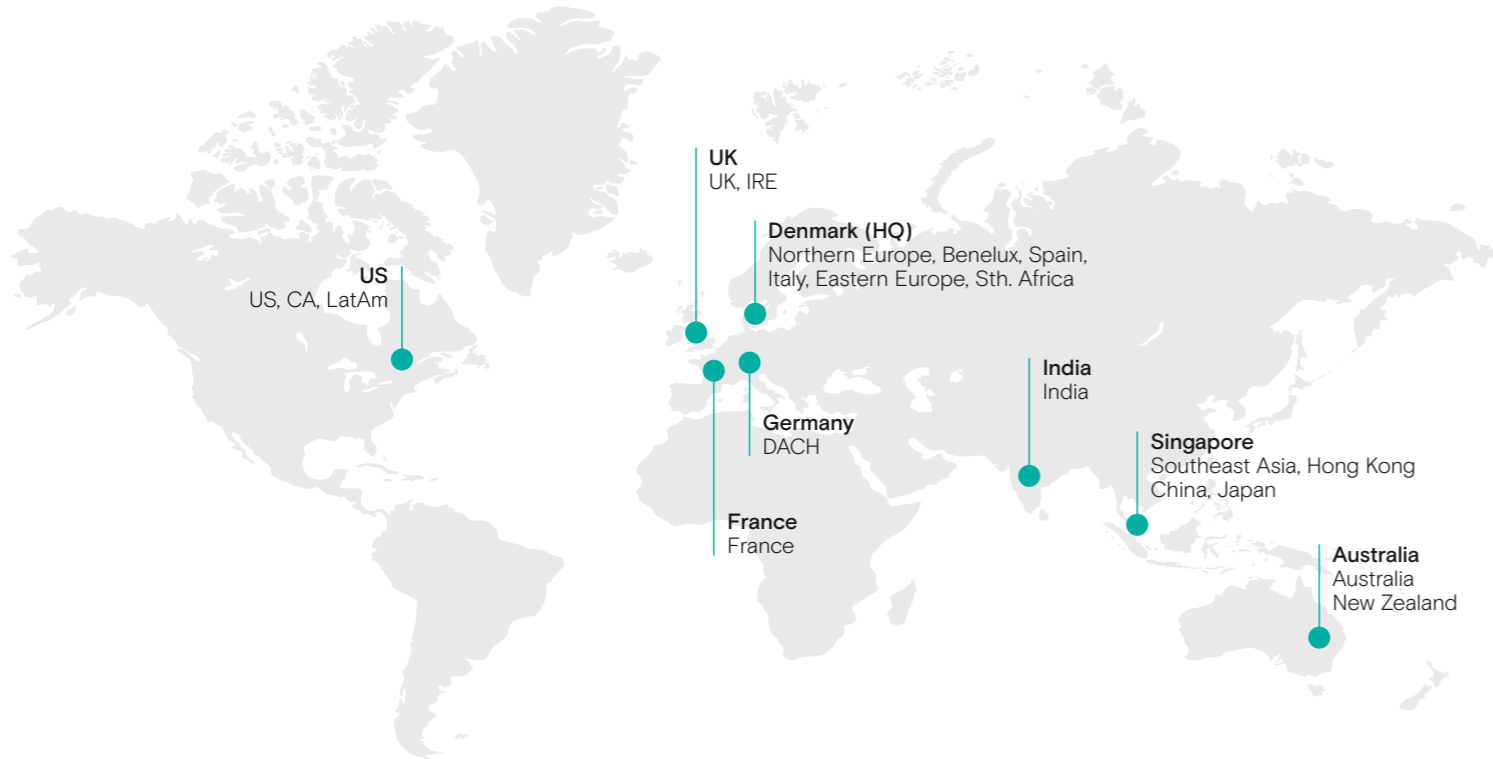 UK
UK, IRE
Denmark (HQ)
Northern Europe, Benelux, Spain,
Italy, Eastern Europe, Sth. Africa
US
US, CA, LatAm
India
India
Germany
DACH
Singapore
Southeast Asia, Hong Kong
China, Japan
France
France
Australia
Australia
New Zealand